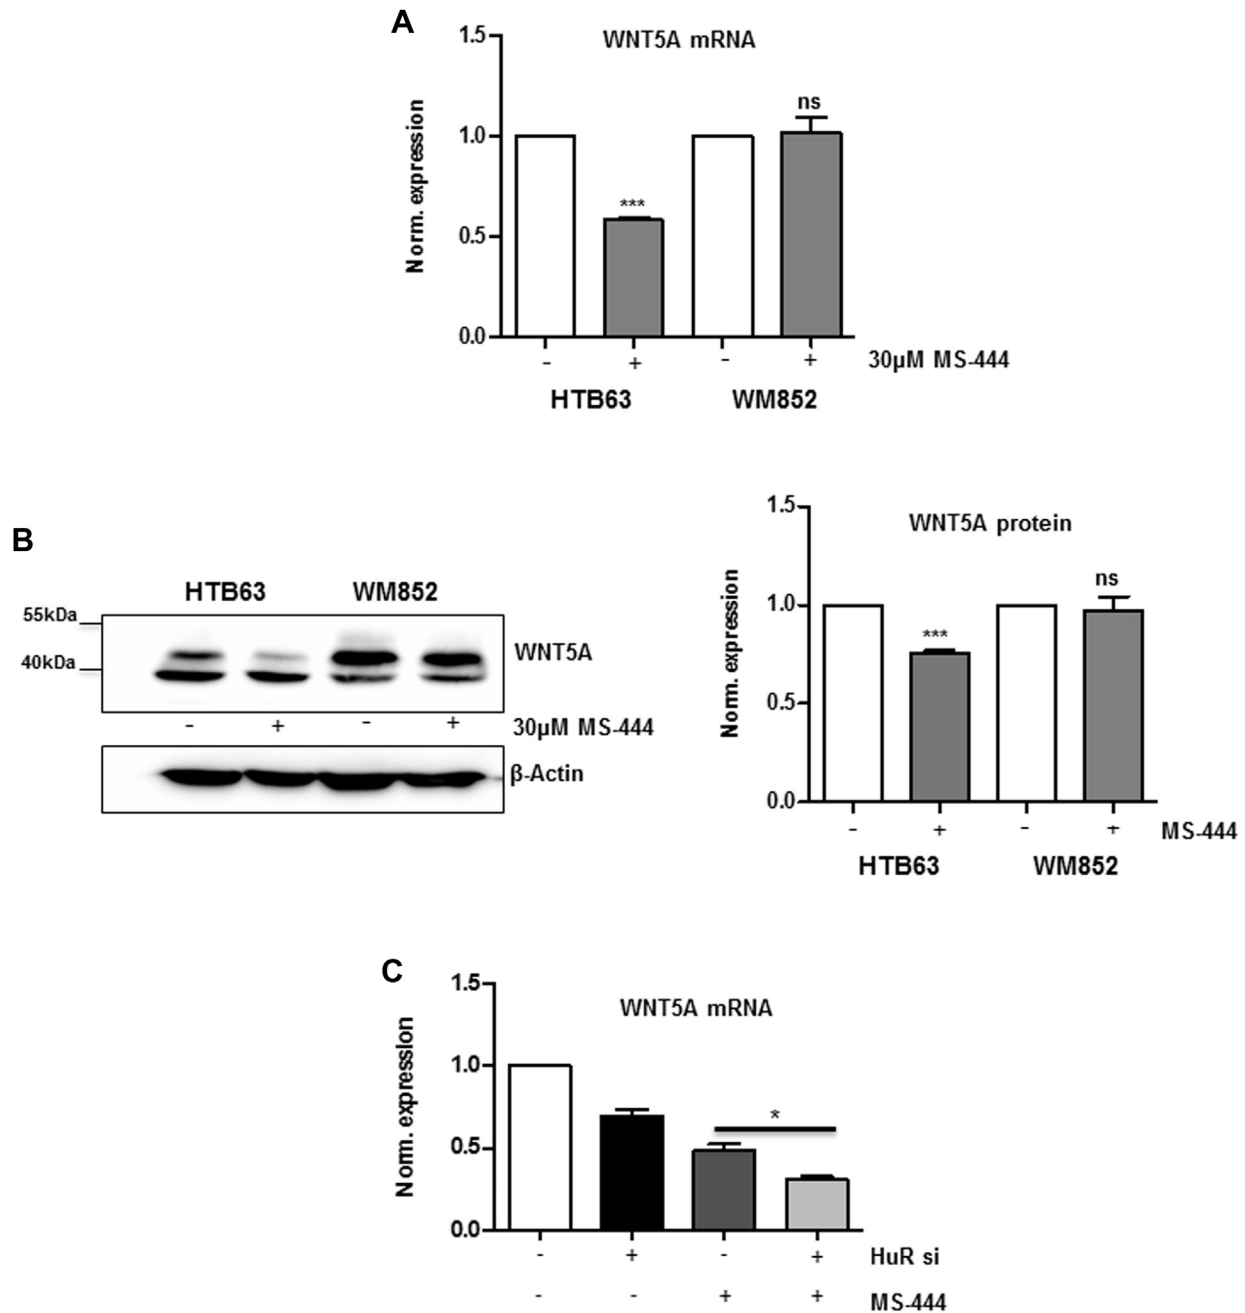 A
WNT5A mRNA
Norm. expression
1.5
1.0
0.5
0.0
***
ns
- + - + 30µM MS-444
HTB63 WM852
B
HTB63 WM852
55kDa
40kDa
WNT5A
- + - + 30µM MS-444
β-Actin
WNT5A protein
Norm. expression
1.5
1.0
0.5
0.0
***
ns
- + - + MS-444
HTB63 WM852
C
WNT5A mRNA
Norm. expression
1.5
1.0
0.5
0.0
*
- + - + HuR si
- - + + MS-444